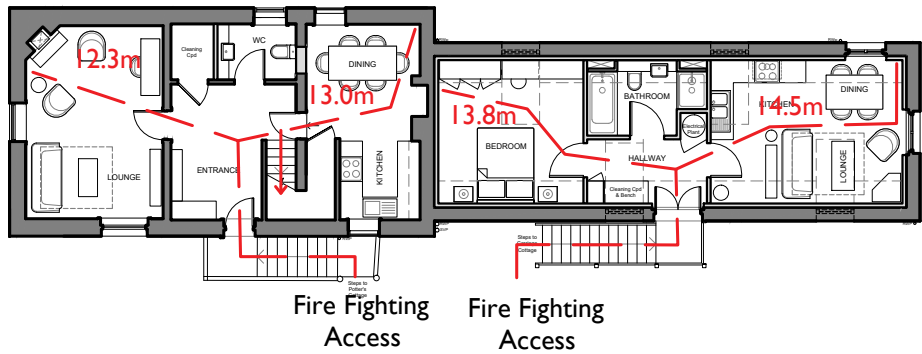 12.3m
Cleaning
Cpd
WC
DINING
13.0m
LOUNGE
ENTRANCE
KITCHEN
13.8m
BEDROOM
BATHROOM
HALLWAY
Electrical
Plant
Cleaning Cpd
& Bench
KITCHEN
14.5m
DINING
LOUNGE
Steps to
Potter's
Cottage
Steps to
Cottage
Fire Fighting
Access
Fire Fighting
Access